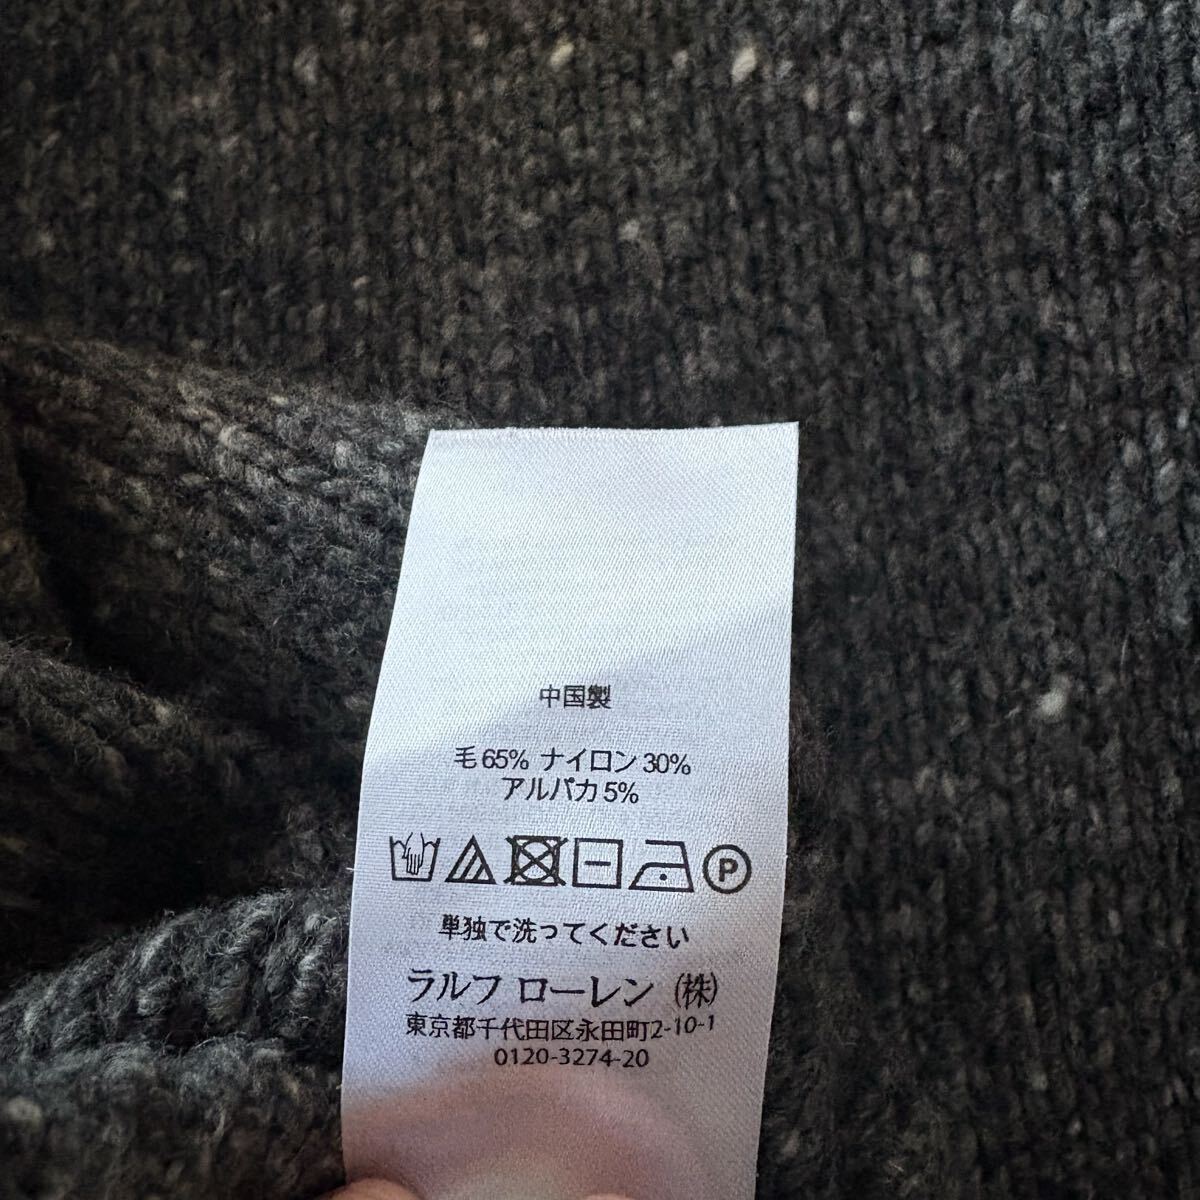 中国製
毛 65% ナイロン 30%
アルパカ 5%
P
単独で洗ってください
ラルフ ローレン (株)
東京都千代田区永田町2-10-1
0120-3274-20